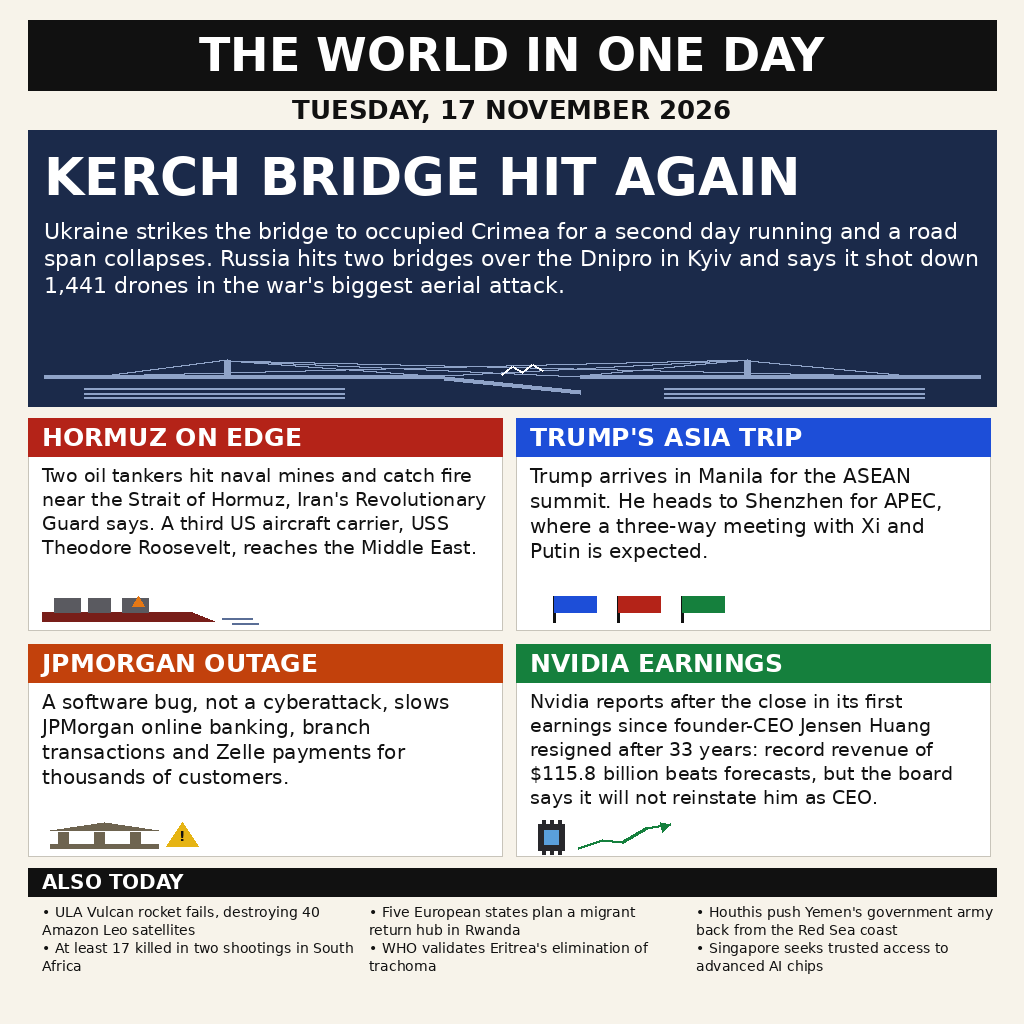 THE WORLD IN ONE DAY
TUESDAY, 17 NOVEMBER 2026
KERCH BRIDGE HIT AGAIN
Ukraine strikes the bridge to occupied Crimea for a second day running and a road
span collapses. Russia hits two bridges over the Dnipro in Kyiv and says it shot down
1,441 drones in the war's biggest aerial attack.
HORMUZ ON EDGE
Two oil tankers hit naval mines and catch fire
near the Strait of Hormuz, Iran's Revolutionary
Guard says. A third US aircraft carrier, USS
Theodore Roosevelt, reaches the Middle East.
TRUMP'S ASIA TRIP
Trump arrives in Manila for the ASEAN
summit. He heads to Shenzhen for APEC,
where a three-way meeting with Xi and
Putin is expected.
JPMORGAN OUTAGE
A software bug, not a cyberattack, slows
JPMorgan online banking, branch
transactions and Zelle payments for
thousands of customers.
!
NVIDIA EARNINGS
Nvidia reports after the close in its first
earnings since founder-CEO Jensen Huang
resigned after 33 years: record revenue of
$115.8 billion beats forecasts, but the board
says it will not reinstate him as CEO.
ALSO TODAY
• ULA Vulcan rocket fails, destroying 40
Amazon Leo satellites
• At least 17 killed in two shootings in South
Africa
• Five European states plan a migrant
return hub in Rwanda
• WHO validates Eritrea's elimination of
trachoma
• Houthis push Yemen's government army
back from the Red Sea coast
• Singapore seeks trusted access to
advanced AI chips